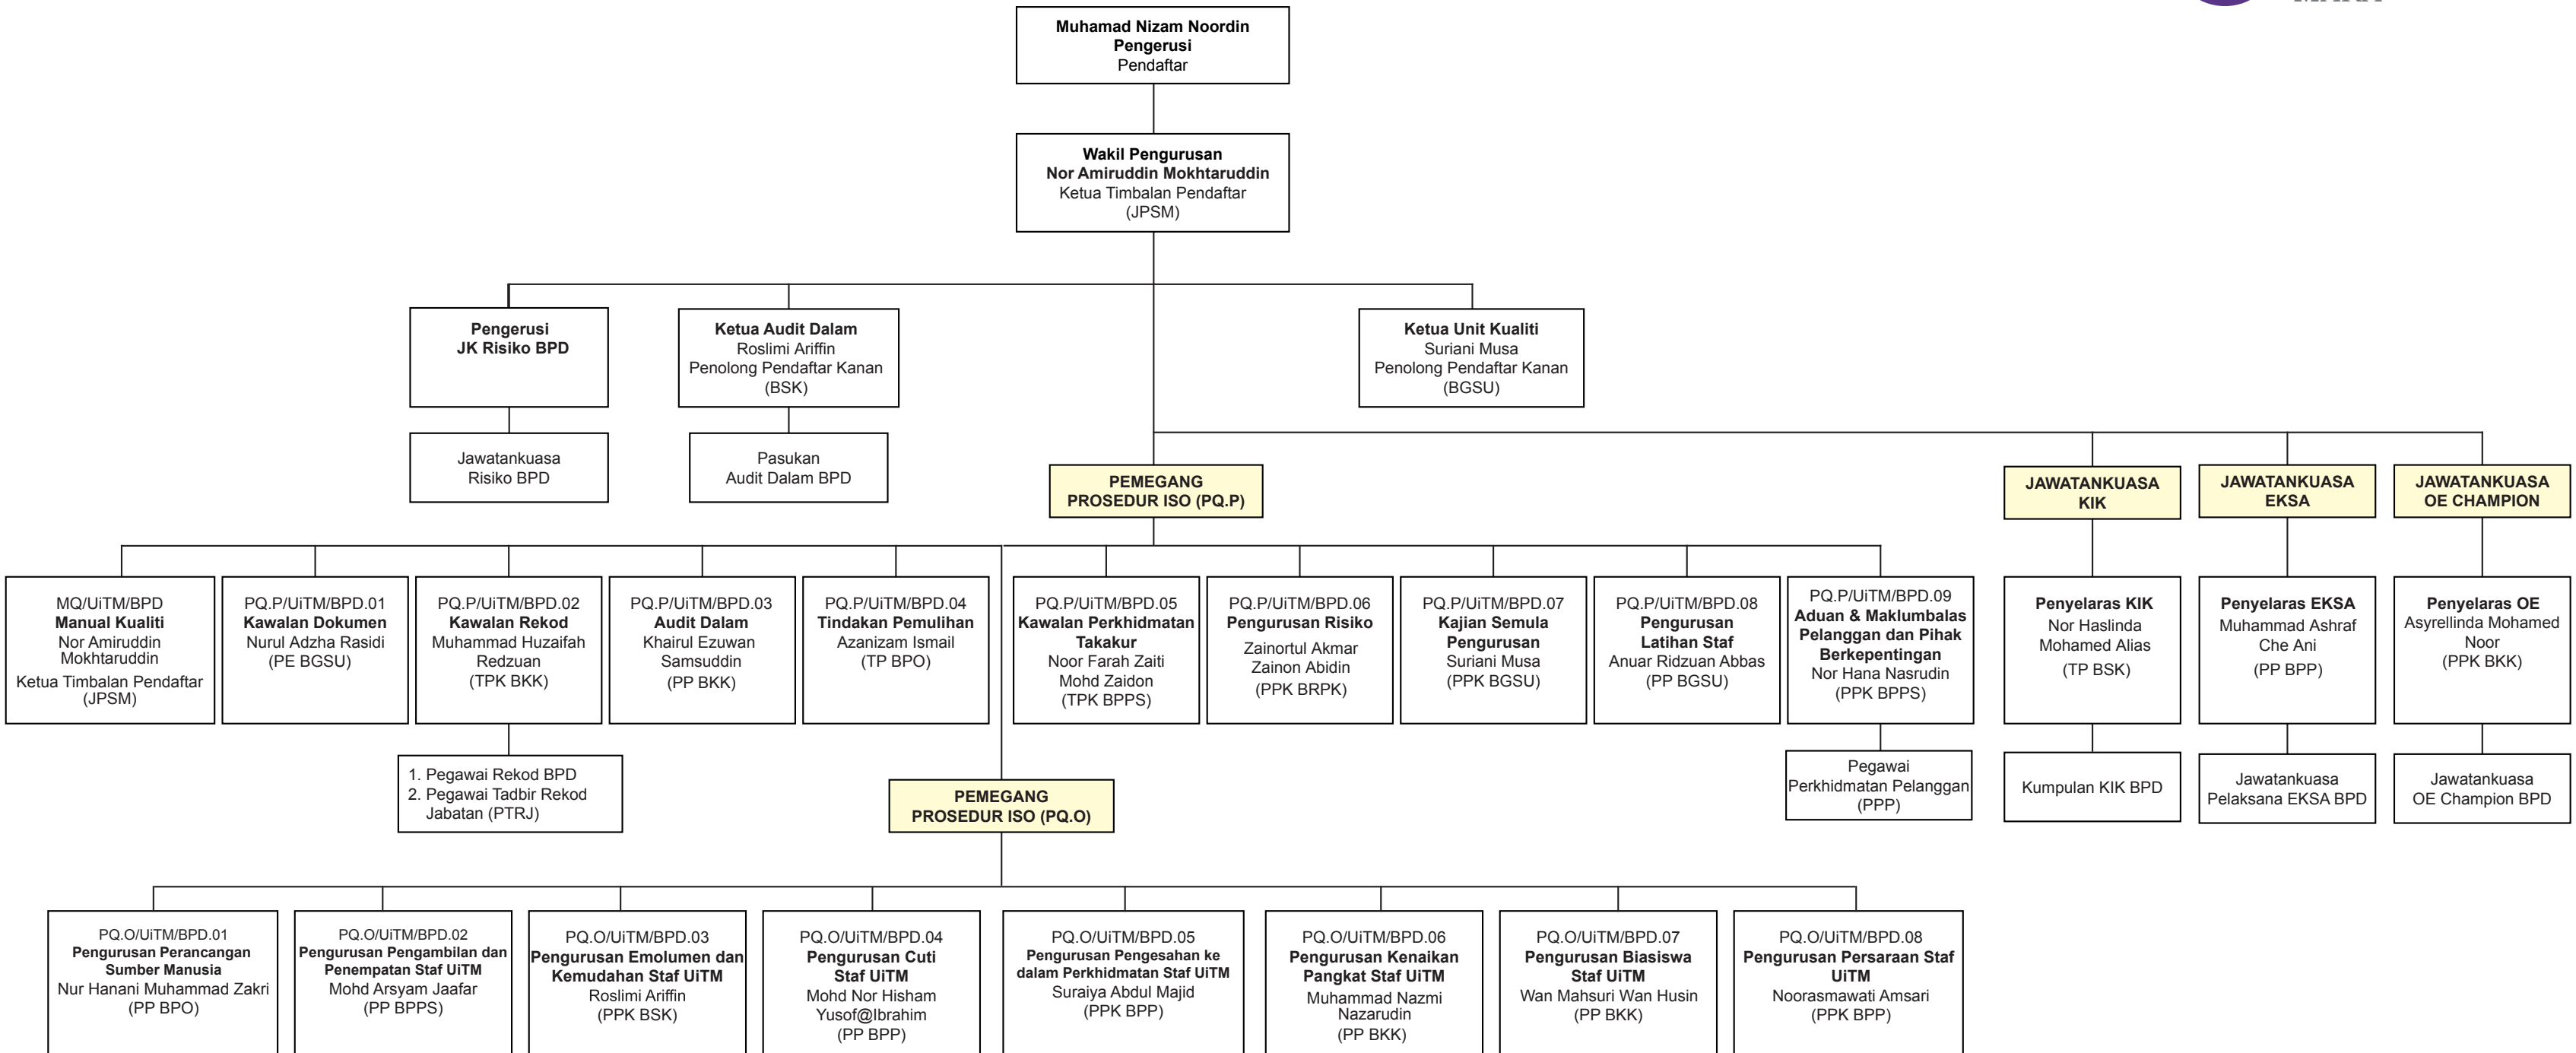 Muhamad Nizam Noordin
Pengerusi
Pendaftar
Wakil Pengurusan
Nor Amiruddin Mokhtaruddin
Ketua Timbalan Pendaftar
(JPSM)
Pengerusi
JK Risiko BPD
Ketua Audit Dalam
Roslimi Ariffin
Penolong Pendaftar Kanan
(BSK)
Ketua Unit Kualiti
Suriani Musa
Penolong Pendaftar Kanan
(BGSU)
Jawatankuasa
Risiko BPD
Pasukan
Audit Dalam BPD
PEMEGANG
PROSEDUR ISO (PQ.P)
JAWATANKUASA
KIK
JAWATANKUASA
EKSA
JAWATANKUASA
OE CHAMPION
MQ/UiTM/BPD
Manual Kualiti
Nor Amiruddin
Mokhtaruddin
Ketua Timbalan Pendaftar
(JPSM)
PQ.P/UiTM/BPD.01
Kawalan Dokumen
Nurul Adzha Rasidi
(PE BGSU)
PQ.P/UiTM/BPD.02
Kawalan Rekod
Muhammad Huzaifah
Redzuan
(TPK BKK)
PQ.P/UiTM/BPD.03
Audit Dalam
Khairul Ezuwan
Samsuddin
(PP BKK)
PQ.P/UiTM/BPD.04
Tindakan Pemulihan
Azanizam Ismail
(TP BPO)
PQ.P/UiTM/BPD.05
Kawalan Perkhidmatan
Takakur
Noor Farah Zaiti
Mohd Zaidon
(TPK BPPS)
PQ.P/UiTM/BPD.06
Pengurusan Risiko
Zainortul Akmar
Zainon Abidin
(PPK BRPK)
PQ.P/UiTM/BPD.07
Kajian Semula
Pengurusan
Suriani Musa
(PPK BGSU)
PQ.P/UiTM/BPD.08
Pengurusan
Latihan Staf
Anuar Ridzuan Abbas
(PP BGSU)
PQ.P/UiTM/BPD.09
Aduan & Maklumbalas
Pelanggan dan Pihak
Berkepentingan
Nor Hana Nasrudin
(PPK BPPS)
Penyelaras KIK
Nor Haslinda
Mohamed Alias
(TP BSK)
Penyelaras EKSA
Muhammad Ashraf
Che Ani
(PP BPP)
Penyelaras OE
Asyrellinda Mohamed
Noor
(PPK BKK)
1. Pegawai Rekod BPD
2. Pegawai Tadbir Rekod
Jabatan (PTRJ)
Pegawai
Perkhidmatan Pelanggan
(PPP)
Kumpulan KIK BPD
Jawatankuasa
Pelaksana EKSA BPD
Jawatankuasa
OE Champion BPD
PEMEGANG
PROSEDUR ISO (PQ.O)
PQ.O/UiTM/BPD.01
Pengurusan Perancangan
Sumber Manusia
Nur Hanani Muhammad Zakri
(PP BPO)
PQ.O/UiTM/BPD.02
Pengurusan Pengambilan dan
Penempatan Staf UiTM
Mohd Arsyam Jaafar
(PP BPPS)
PQ.O/UiTM/BPD.03
Pengurusan Emolumen dan
Kemudahan Staf UiTM
Roslimi Ariffin
(PPK BSK)
PQ.O/UiTM/BPD.04
Pengurusan Cuti
Staf UiTM
Mohd Nor Hisham
Yusof@Ibrahim
(PP BPP)
PQ.O/UiTM/BPD.05
Pengurusan Pengesahan ke
dalam Perkhidmatan Staf UiTM
Suraiya Abdul Majid
(PPK BPP)
PQ.O/UiTM/BPD.06
Pengurusan Kenaikan
Pangkat Staf UiTM
Muhammad Nazmi
Nazarudin
(PP BKK)
PQ.O/UiTM/BPD.07
Pengurusan Biasiswa
Staf UiTM
Wan Mahsuri Wan Husin
(PP BKK)
PQ.O/UiTM/BPD.08
Pengurusan Persaraan Staf
UiTM
Noorasmawati Amsari
(PPK BPP)